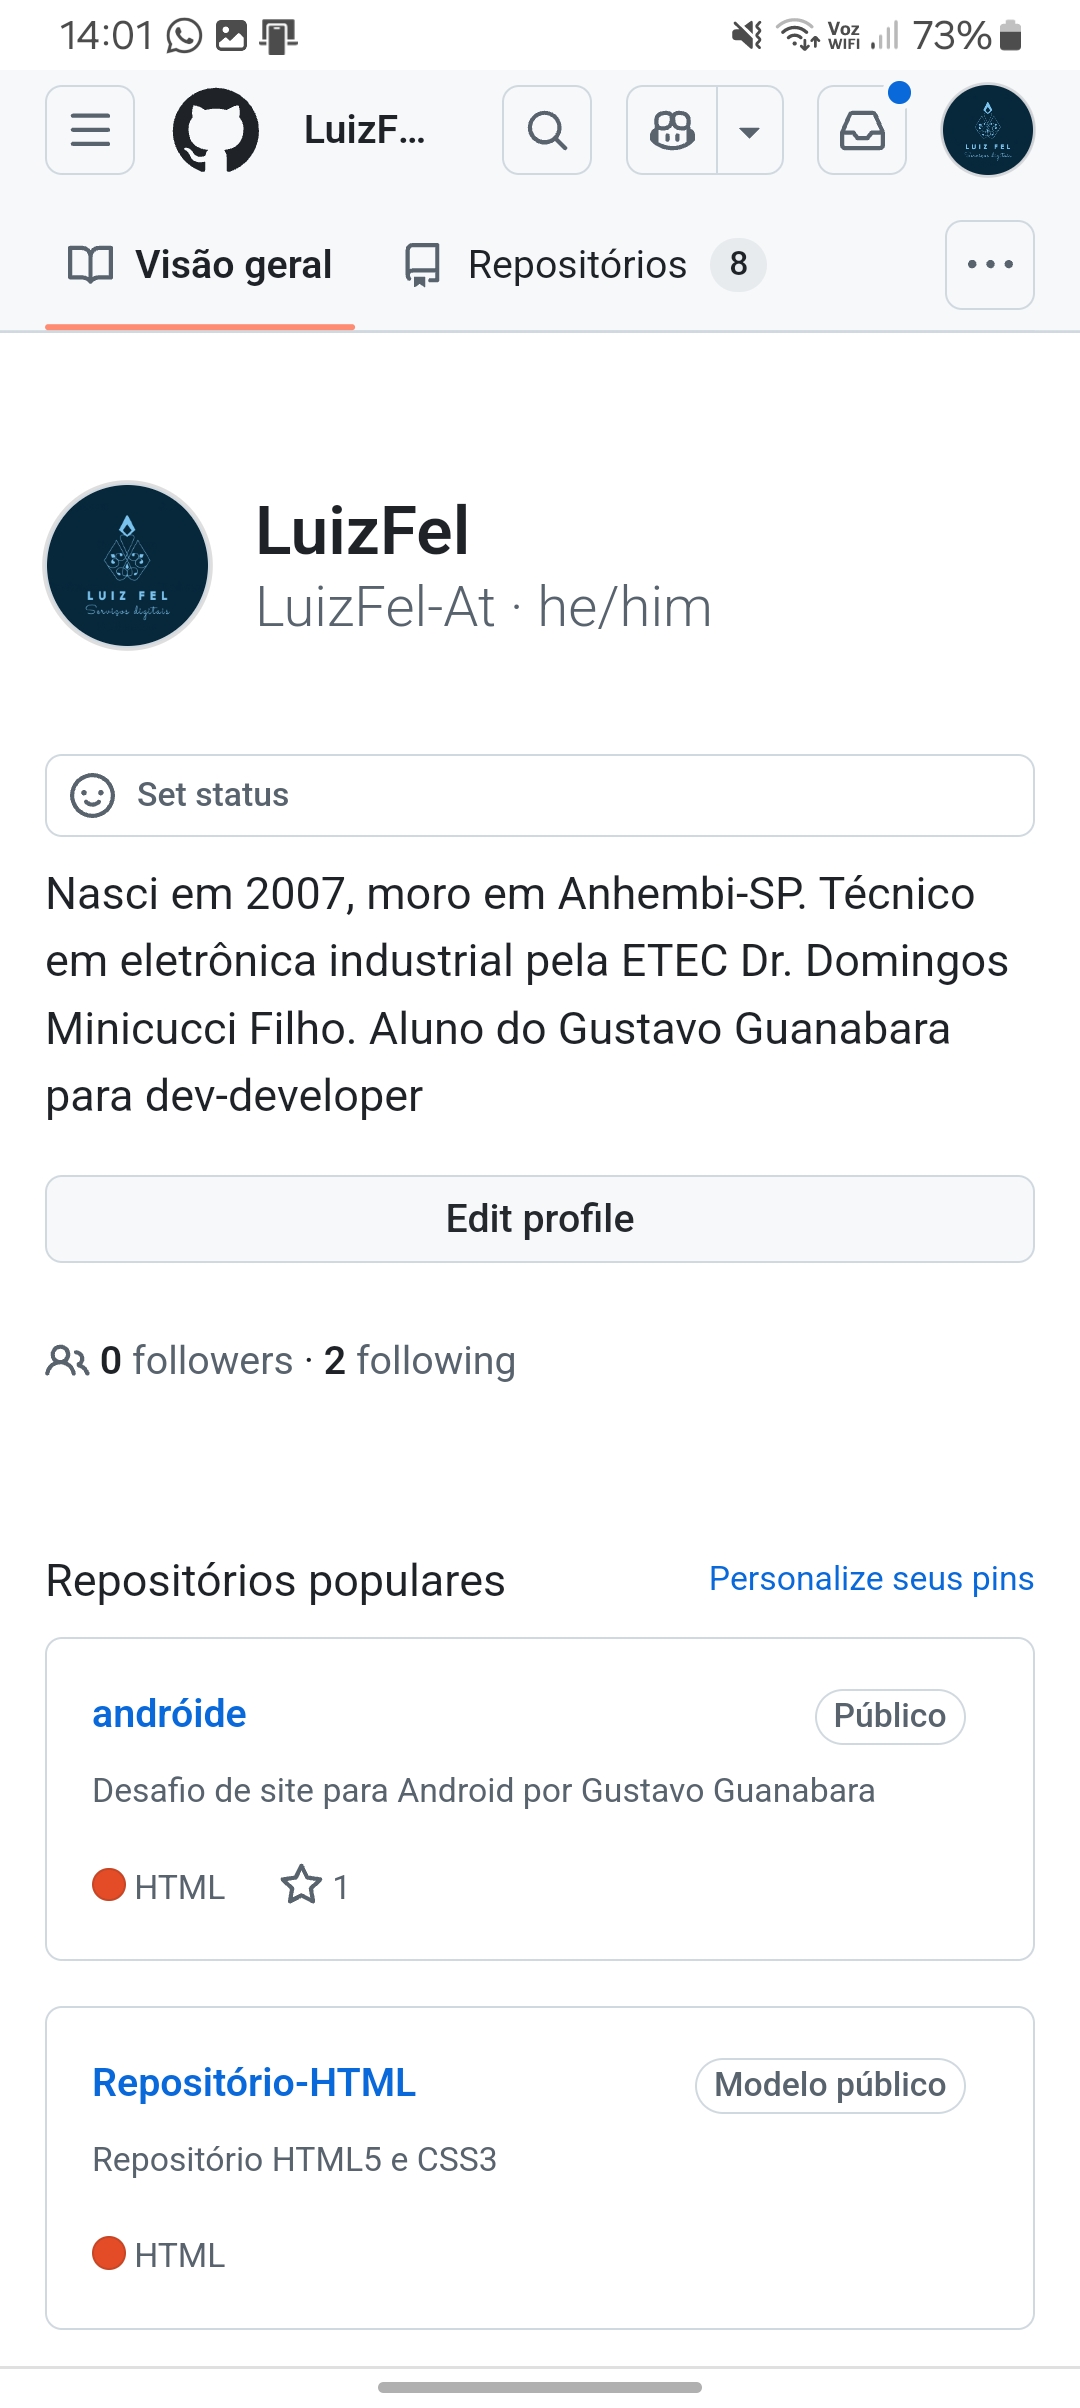 14:01
Voz
WIFI
73%
LuizF...
LUIZ FEL
Visão geral
Repositórios 8
LUIZ FEL
Serviços digitais
LuizFel
LuizFel-At · he/him
Set status
Nasci em 2007, moro em Anhembi-SP. Técnico
em eletrônica industrial pela ETEC Dr. Domingos
Minicucci Filho. Aluno do Gustavo Guanabara
para dev-developer
Edit profile
0 followers · 2 following
Repositórios populares
Personalize seus pins
andróide
Público
Desafio de site para Android por Gustavo Guanabara
HTML 1
Repositório-HTML
Modelo público
Repositório HTML5 e CSS3
HTML